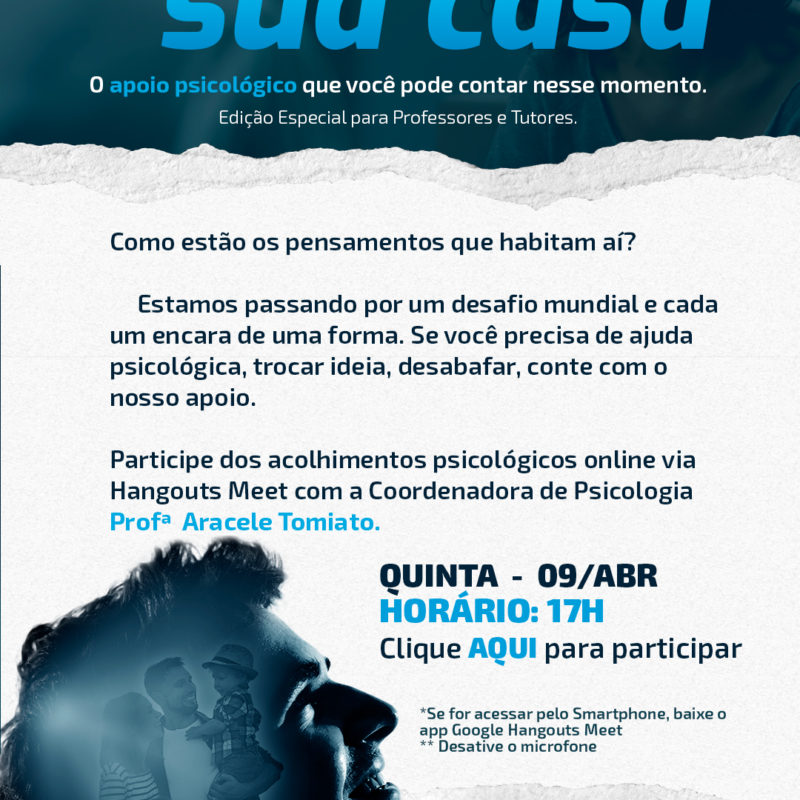 sua casa
O apoio psicológico que você pode contar nesse momento.
Edição Especial para Professores e Tutores.
Como estão os pensamentos que habitam aí?
Estamos passando por um desafio mundial e cada
um encara de uma forma. Se você precisa de ajuda
psicológica, trocar ideia, desabafar, conte com o
nosso apoio.
Participe dos acolhimentos psicológicos online via
Hangouts Meet com a Coordenadora de Psicologia
Profª Aracele Tomiato.
QUINTA - 09/ABR
HORÁRIO: 17H
Clique AQUI para participar
*Se for acessar pelo Smartphone, baixe o
app Google Hangouts Meet
** Desative o microfone